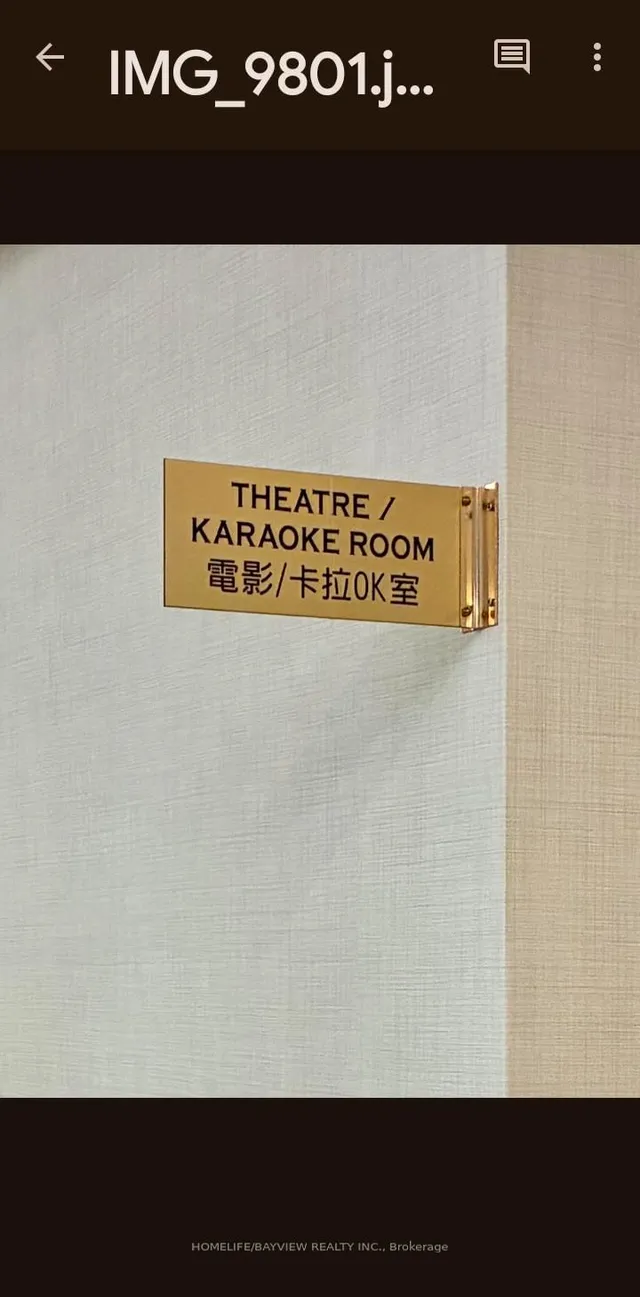 IMG_9801.j...
THEATRE /
KARAOKE ROOM
電影/卡拉OK室
HOMELIFE/BAYVIEW REALTY INC., Brokerage